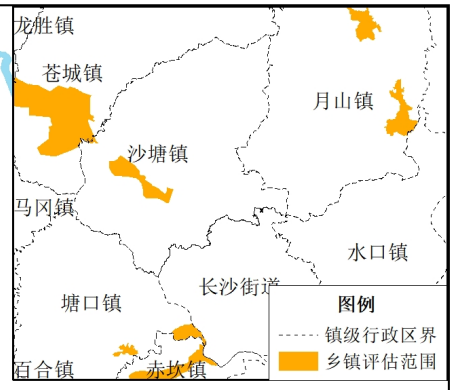 龙胜镇
苍城镇
月山镇
沙塘镇
马冈镇
水口镇
长沙街道
塘口镇
图例
镇级行政区界
乡镇评估范围
百合镇
赤坎镇